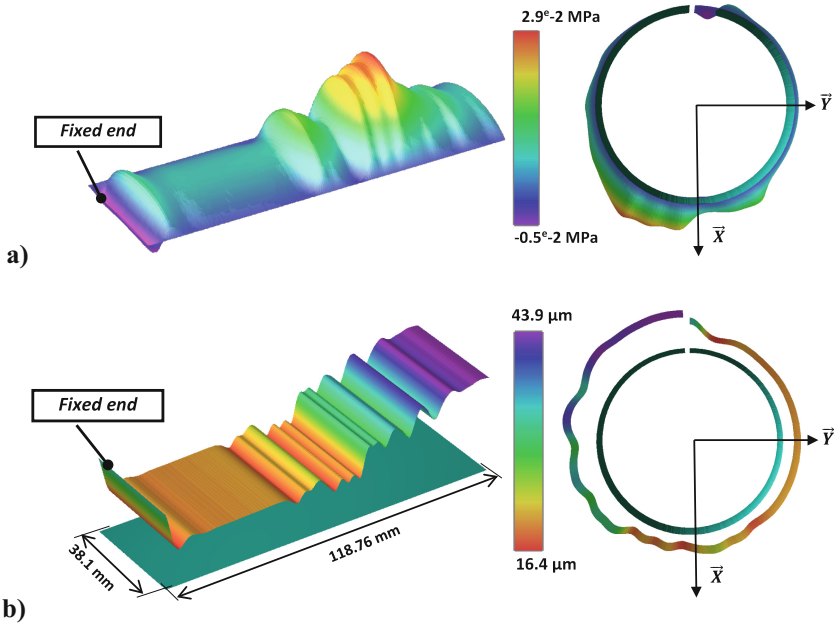 2.9ᵉ-2 MPa
Fixed end
Y
X
-0.5ᵉ-2 MPa
a)
43.9 µm
Fixed end
Y
38.1 mm
118.76 mm
16.4 µm
X
b)